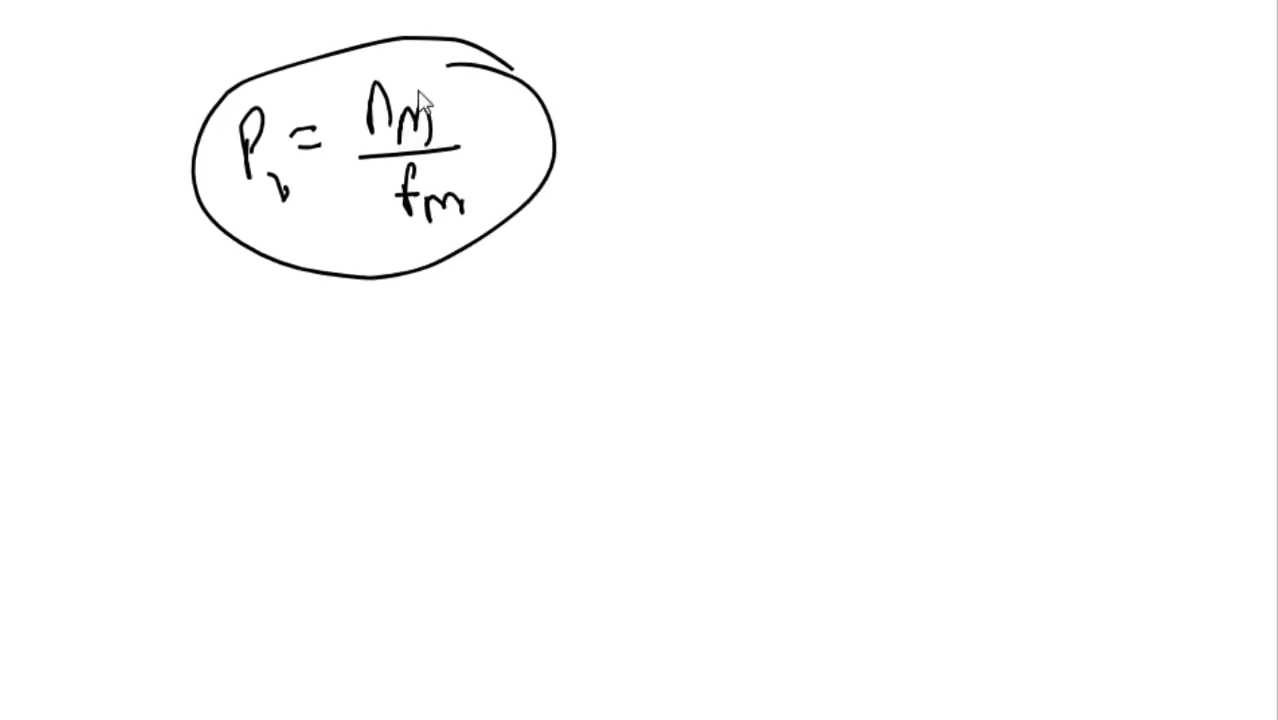 P₂ = nₘ / fₘ